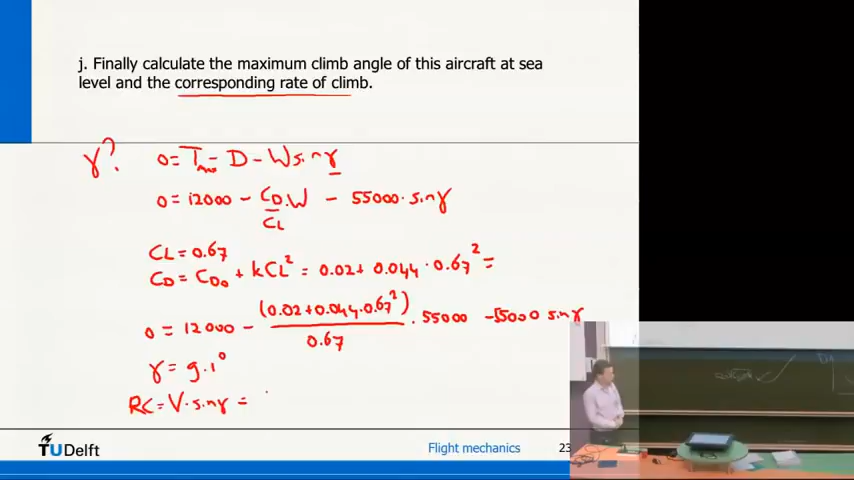 j. Finally calculate the maximum climb angle of this aircraft at sea
level and the corresponding rate of climb.
γ? 0 = Tmax - D - W sin γ
0 = 12000 - CD/CL · W - 55000 · sin γ
CL = 0.67
CD = CD0 + kCL² = 0.02 + 0.044 · 0.67² =
0 = 12000 - (0.02+0.044·0.67²)/0.67 · 55000 - 55000 sin γ
γ = 9.1°
RC = V · sin γ =
TUDelft
Flight mechanics
23